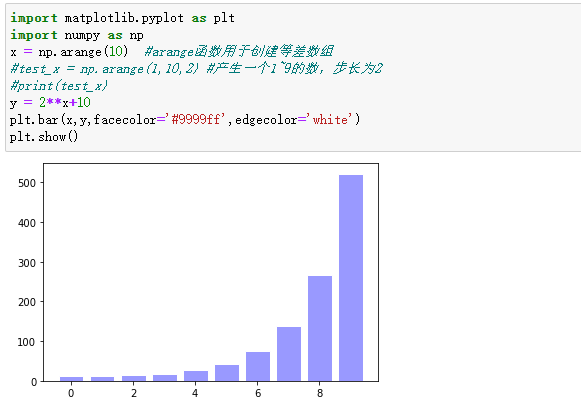 import matplotlib.pyplot as plt
import numpy as np
x = np.arange(10)  #arange函数用于创建等差数组
#test_x = np.arange(1,10,2) #产生一个1~9的数，步长为2
#print(test_x)
y = 2**x+10
plt.bar(x,y,facecolor='#9999ff',edgecolor='white')
plt.show()
500
400
300
200
100
0
0 2 4 6 8